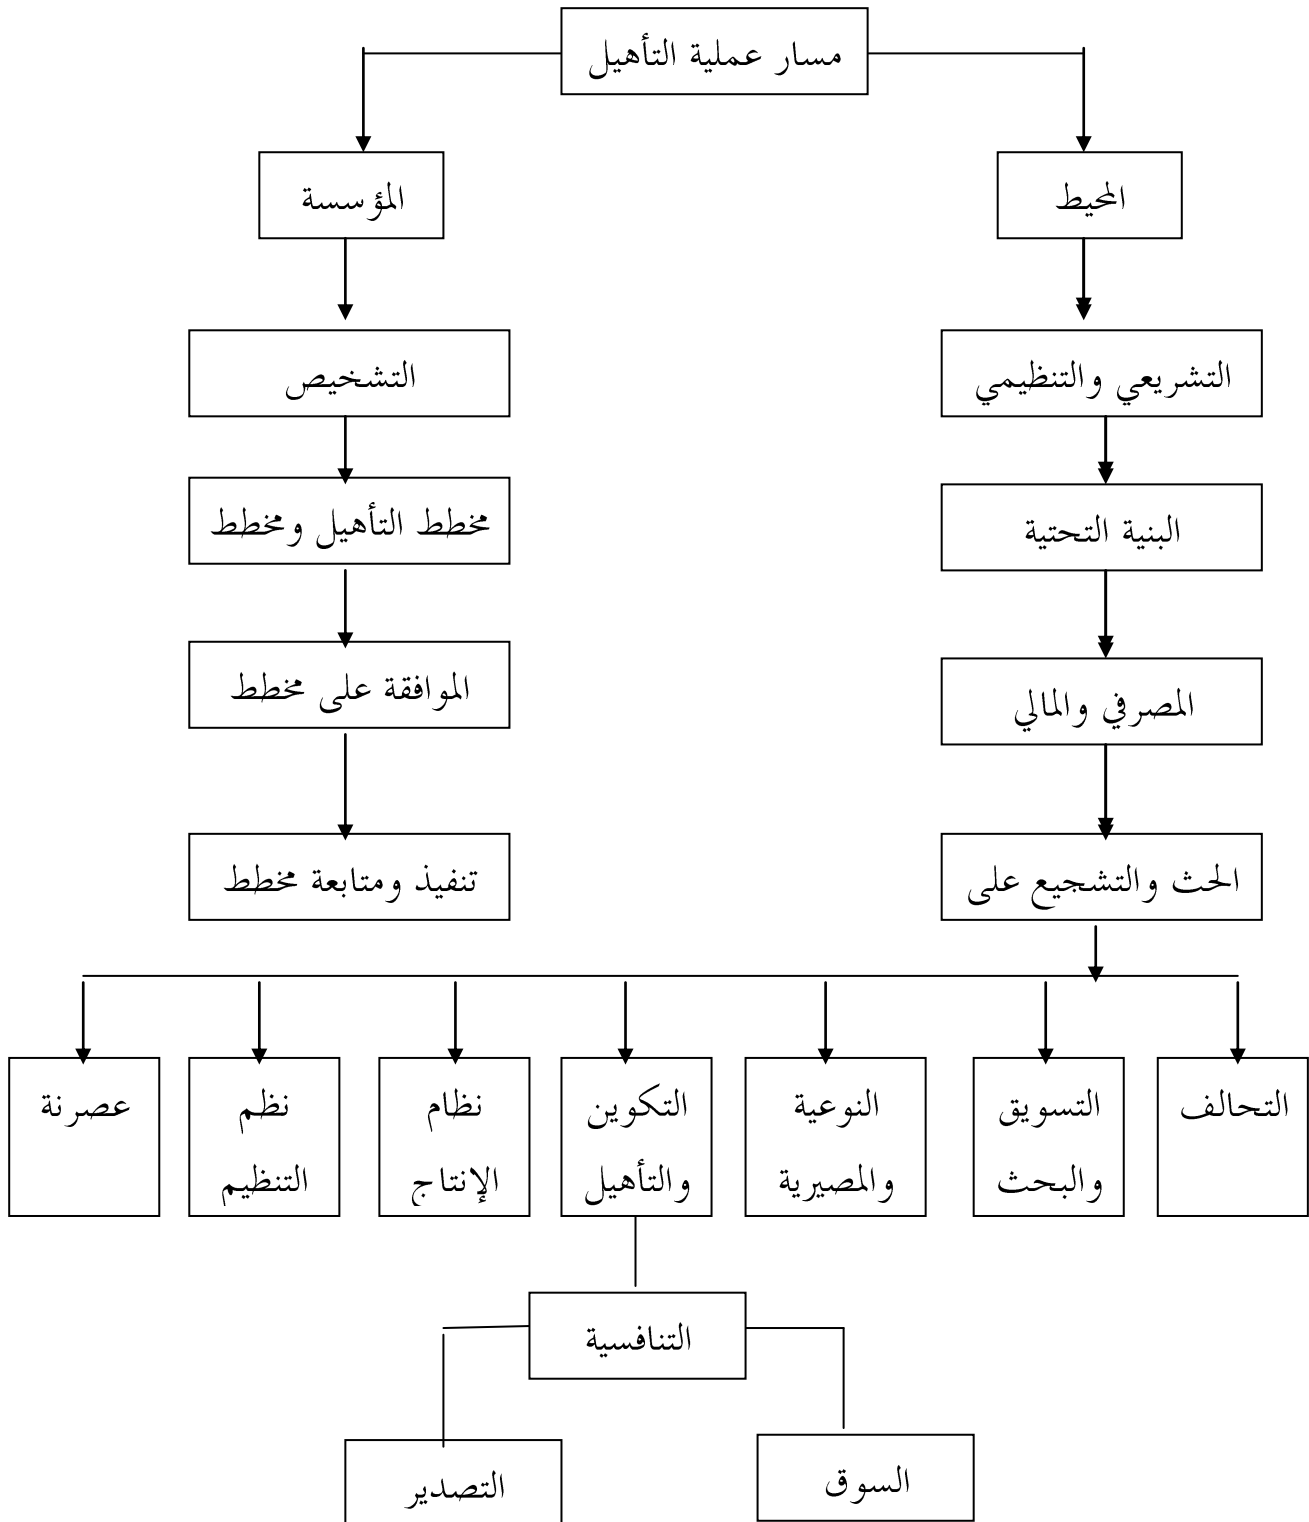 مسار عملية التأهيل
المحيط
المؤسسة
التشريعي والتنظيمي
التشخيص
البنية التحتية
مخطط التأهيل ومخطط
المصرفي والمالي
الموافقة على مخطط
الحث والتشجيع على
تنفيذ ومتابعة مخطط
التحالف
التسويق
والبحث
النوعية
والمصيرية
التكوين
والتأهيل
نظام
الإنتاج
نظم
التنظيم
عصرنة
التنافسية
السوق
التصدير